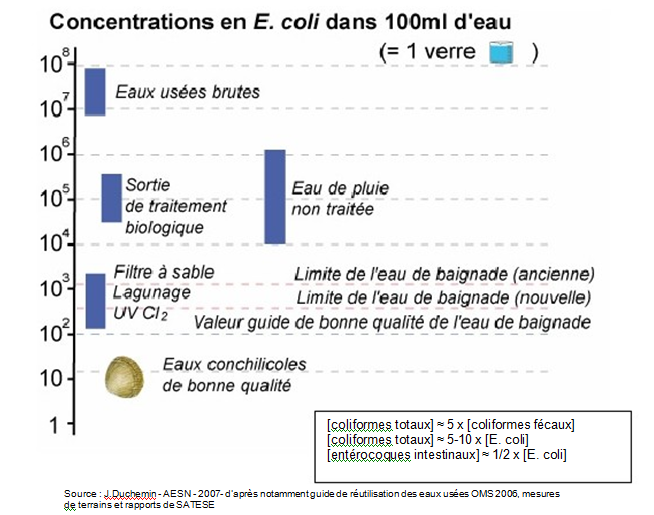 Concentrations en E. coli dans 100ml d'eau
(= 1 verre )
10⁸
10⁷
10⁶
10⁵
10⁴
10³
10²
10
1
Eaux usées brutes
Sortie
de traitement
biologique
Eau de pluie
non traitée
Filtre à sable
Lagunage
UV Cl₂
Limite de l'eau de baignade (ancienne)
Limite de l'eau de baignade (nouvelle)
Valeur guide de bonne qualité de l'eau de baignade
Eaux conchilicoles
de bonne qualité
[coliformes totaux] ≈ 5 x [coliformes fécaux]
[coliformes totaux] ≈ 5-10 x [E. coli]
[entérocoques intestinaux] ≈ 1/2 x [E. coli]
Source : J.Duchemin - AESN - 2007- d'après notamment guide de réutilisation des eaux usées OMS 2006, mesures
de terrains et rapports de SATESE